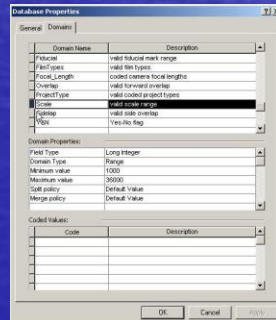 Database Properties
General Domains
Domain Name Description
Fiducial valid fiducial mark range
FilmTypes valid film types
Focal_Length coded camera focal lengths
Overlap valid forward overlap
ProjectType valid coded project types
Scale valid scale range
Sidelap valid side overlap
YSN Yes-No flag
Domain Properties:
Field Type Long Integer
Domain Type Range
Minimum value 1000
Maximum value 36000
Split policy Default Value
Merge policy Default Value
Coded Values:
Code Description
OK Cancel Apply